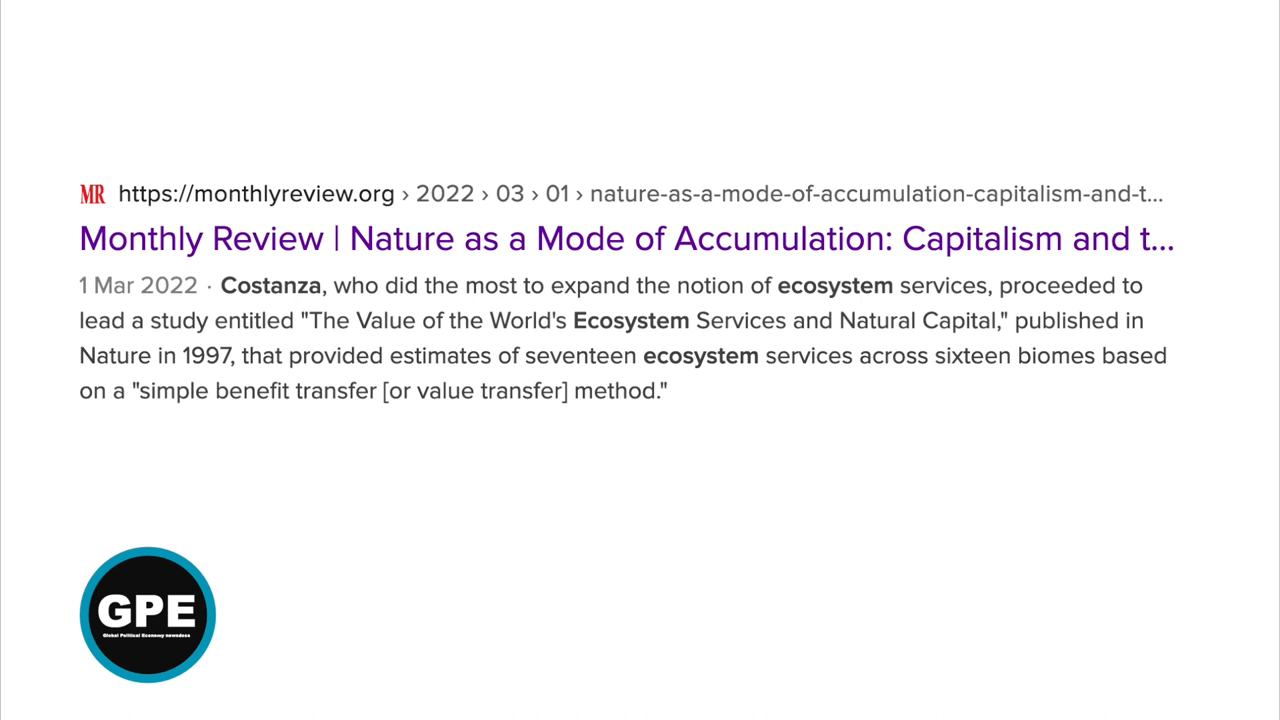 MR https://monthlyreview.org › 2022 › 03 › 01 › nature-as-a-mode-of-accumulation-capitalism-and-t...
Monthly Review | Nature as a Mode of Accumulation: Capitalism and t...
1 Mar 2022 · Costanza, who did the most to expand the notion of ecosystem services, proceeded to
lead a study entitled "The Value of the World's Ecosystem Services and Natural Capital," published in
Nature in 1997, that provided estimates of seventeen ecosystem services across sixteen biomes based
on a "simple benefit transfer [or value transfer] method."
GPE
Global Political Economy newsdocs